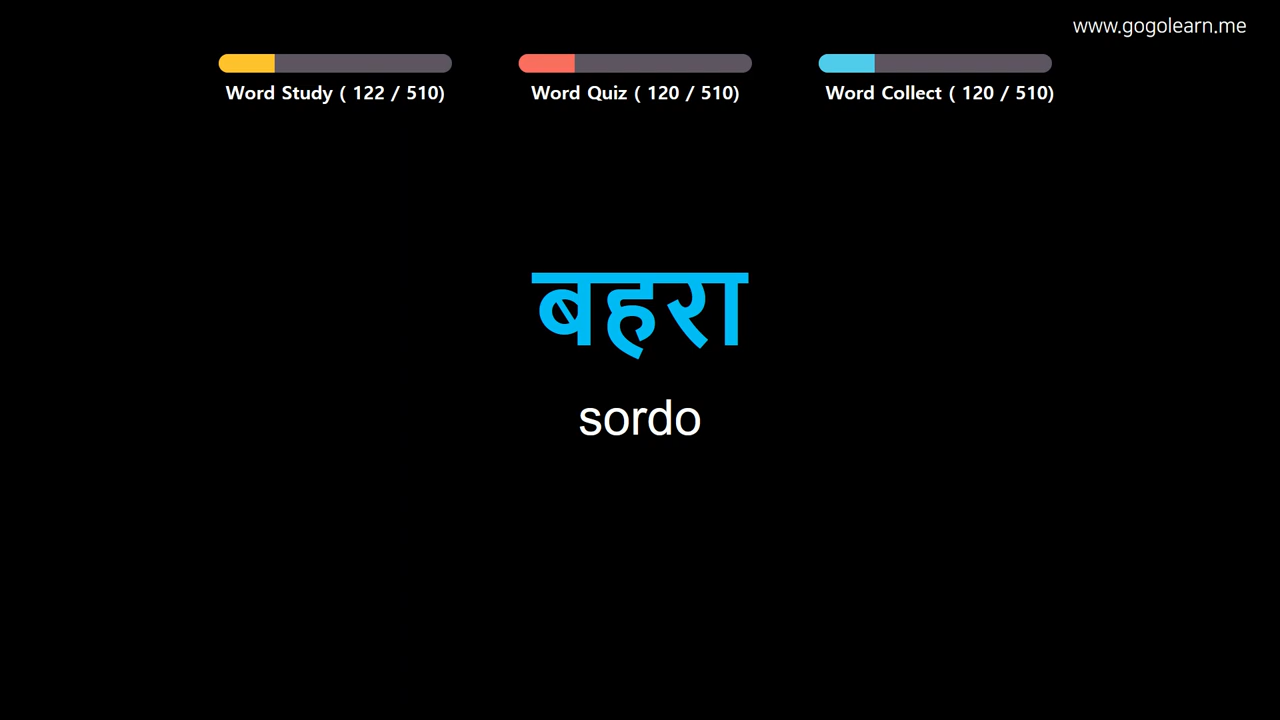 www.gogolearn.me
Word Study ( 122 / 510)
Word Quiz ( 120 / 510)
Word Collect ( 120 / 510)
बहरा
sordo